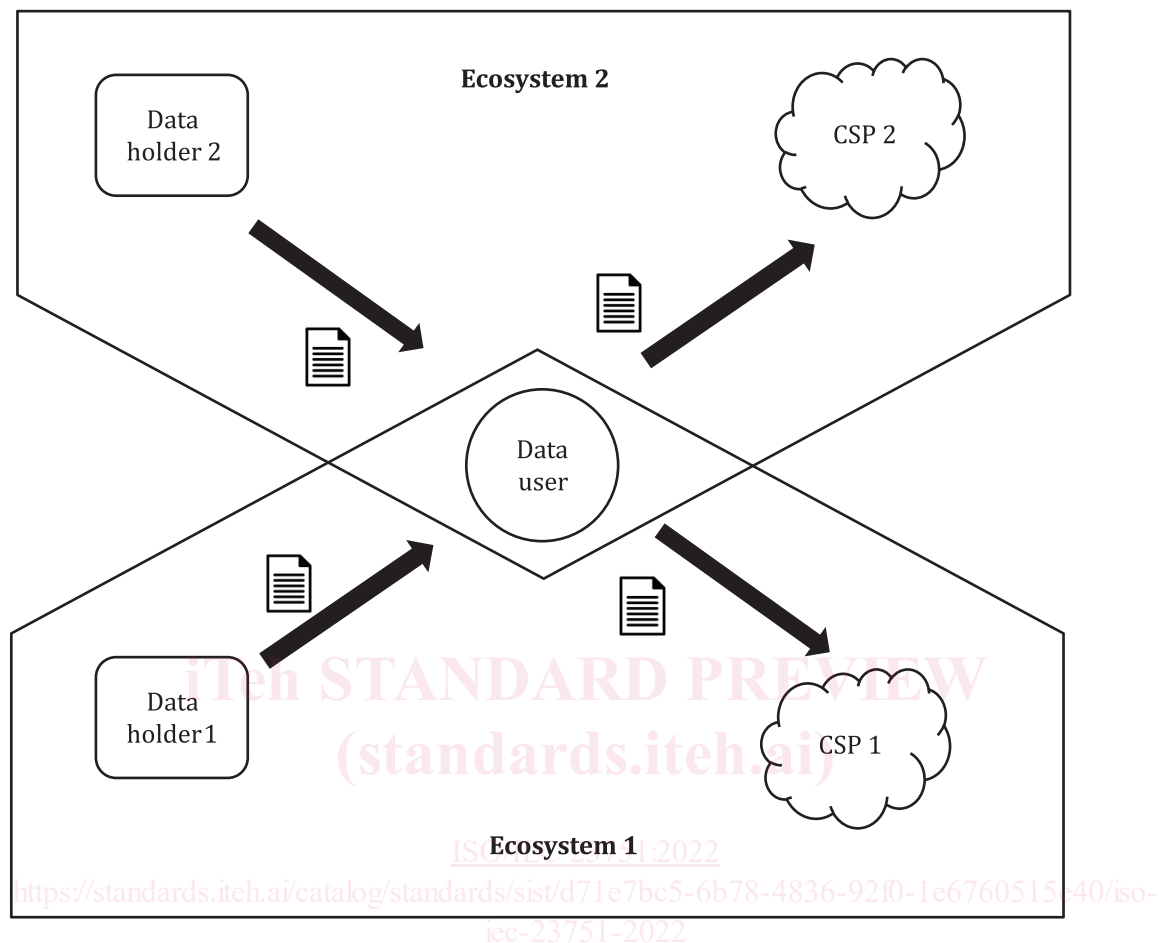 Ecosystem 2
Data
holder 2
CSP 2
Data
user
Data
holder1
CSP 1
iTeh STANDARD PREVIEW
(standards.iteh.ai)
Ecosystem 1
ISO/IEC 23751:2022
https://standards.iteh.ai/catalog/standards/sist/d71e7bc5-6b78-4836-92f0-1e6760515e40/iso-
iec-23751-2022